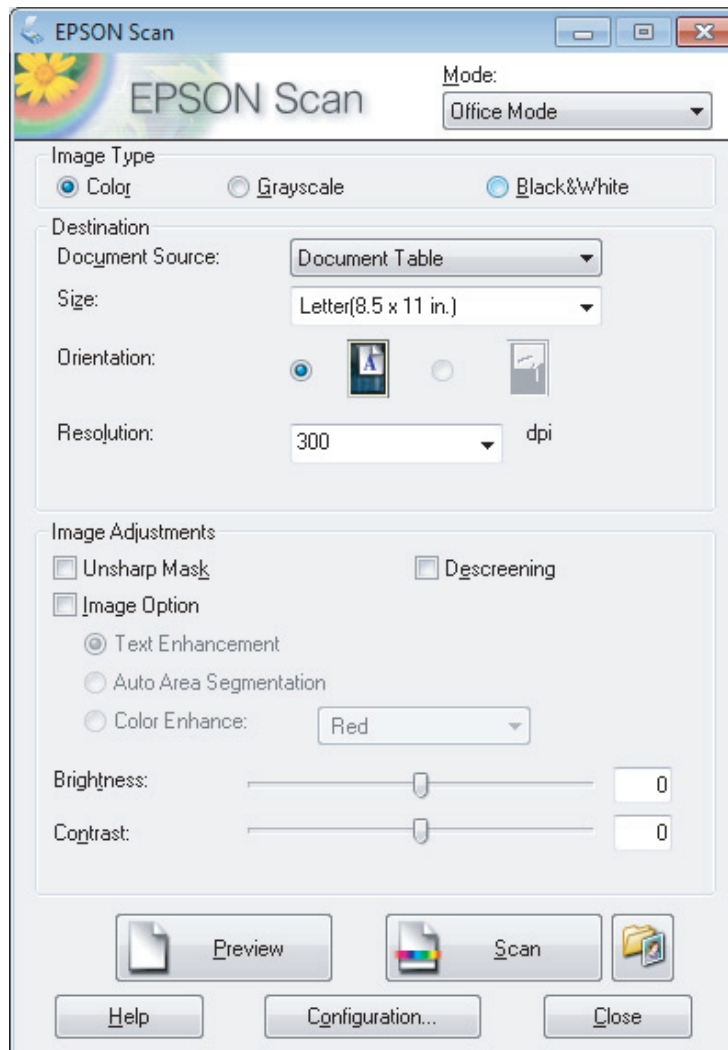 EPSON Scan
EPSON Scan
Mode:
Office Mode
Image Type
Color Grayscale Black&White
Destination
Document Source: Document Table
Size: Letter(8.5 x 11 in.)
Orientation: A
Resolution: 300 dpi
Image Adjustments
Unsharp Mask Descreening
Image Option
Text Enhancement
Auto Area Segmentation
Color Enhance: Red
Brightness: 0
Contrast: 0
Preview Scan
Help Configuration... Close